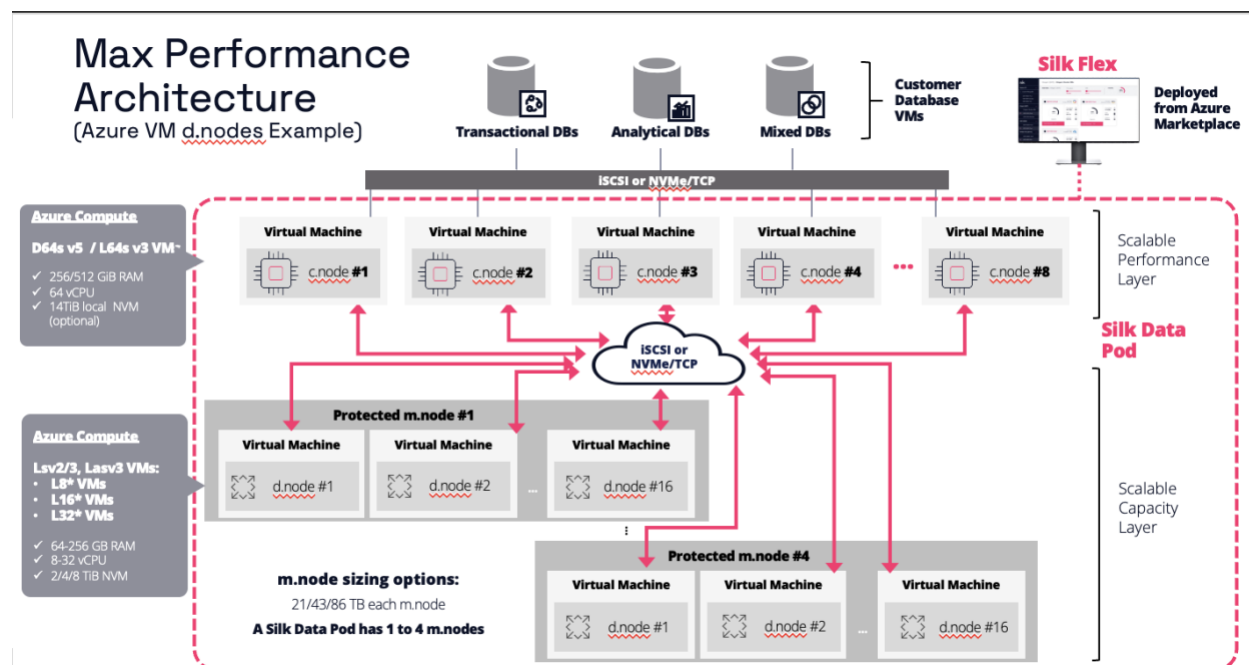 Max Performance
Architecture
(Azure VM d.nodes Example)
Transactional DBs
Analytical DBs
Mixed DBs
Customer
Database
VMs
Silk Flex
Deployed
from Azure
Marketplace
iSCSI or NVMe/TCP
Azure Compute
D64s v5 / L64s v3 VM~
✓ 256/512 GiB RAM
✓ 64 vCPU
✓ 14TiB local NVM
(optional)
Virtual Machine
c.node #1
Virtual Machine
c.node #2
Virtual Machine
c.node #3
Virtual Machine
c.node #4
...
Virtual Machine
c.node #8
Scalable
Performance
Layer
Silk Data
Pod
iSCSI or
NVMe/TCP
Azure Compute
Lsv2/3, Lasv3 VMs:
• L8* VMs
• L16* VMs
• L32* VMs
✓ 64-256 GB RAM
✓ 8-32 vCPU
✓ 2/4/8 TiB NVM
Protected m.node #1
Virtual Machine
d.node #1
Virtual Machine
d.node #2
...
Virtual Machine
d.node #16
Scalable
Capacity
Layer
...
Protected m.node #4
Virtual Machine
d.node #1
Virtual Machine
d.node #2
...
Virtual Machine
d.node #16
m.node sizing options:
21/43/86 TB each m.node
A Silk Data Pod has 1 to 4 m.nodes